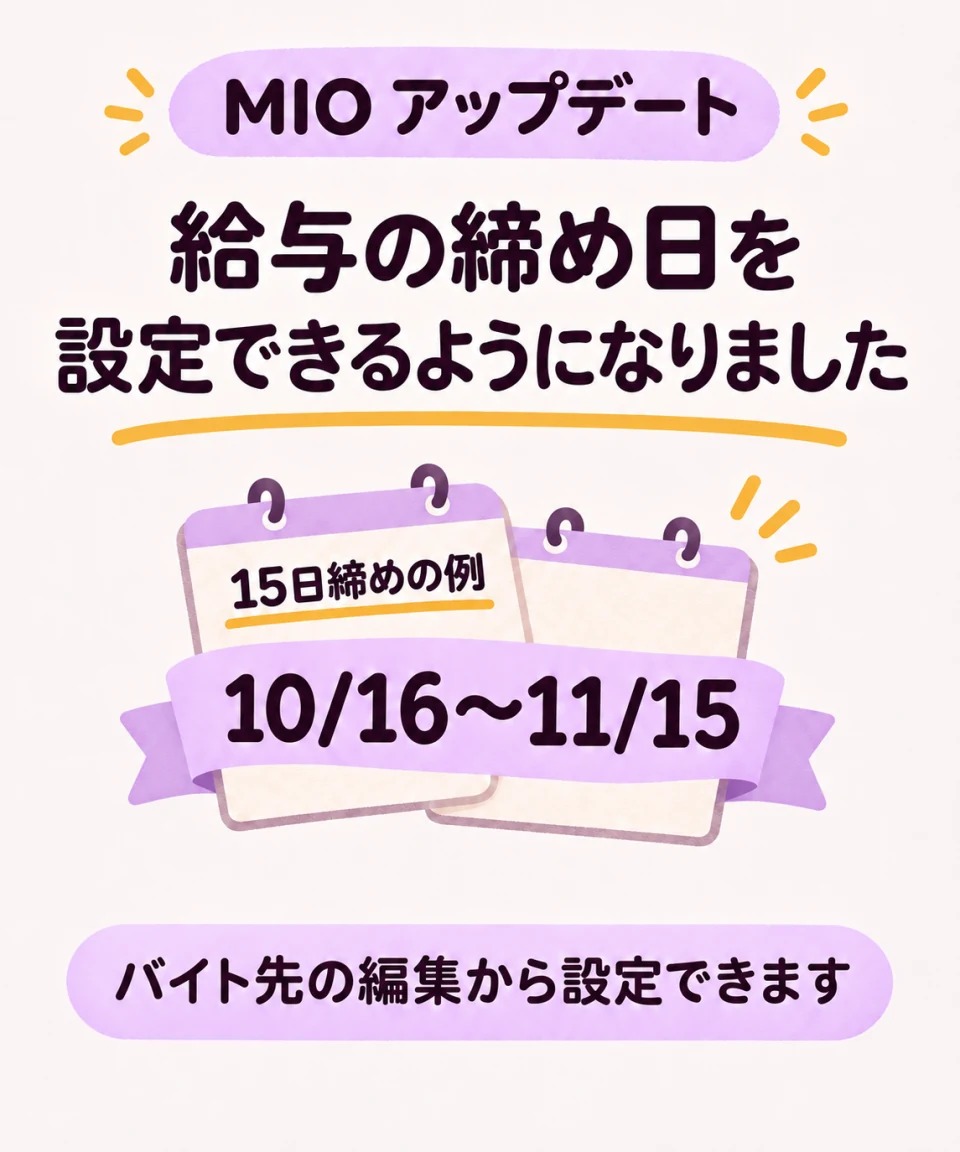 MIO アップデート
給与の締め日を
設定できるようになりました
15日締めの例
10/16〜11/15
バイト先の編集から設定できます